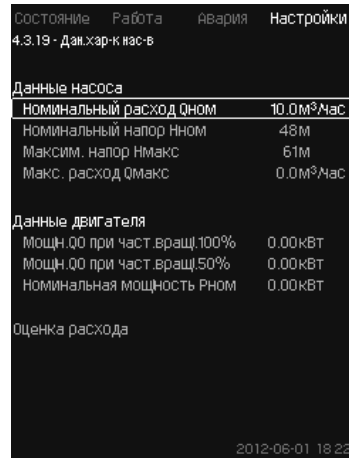 Состояние Работа Авария Настройки
4.3.19 - Дан.хар-к нас-в
Данные насоса
Номинальный расход Qном 10.0м³/час
Номинальный напор Hном 48м
Максим. напор Hмакс 61м
Макс. расход Qмакс 0.0м³/час
Данные двигателя
Мощн.Q0 при част.вращ.100% 0.00кВт
Мощн.Q0 при част.вращ.50% 0.00кВт
Номинальная мощность Pном 0.00кВт
Оценка расхода
2012-06-01 18:22